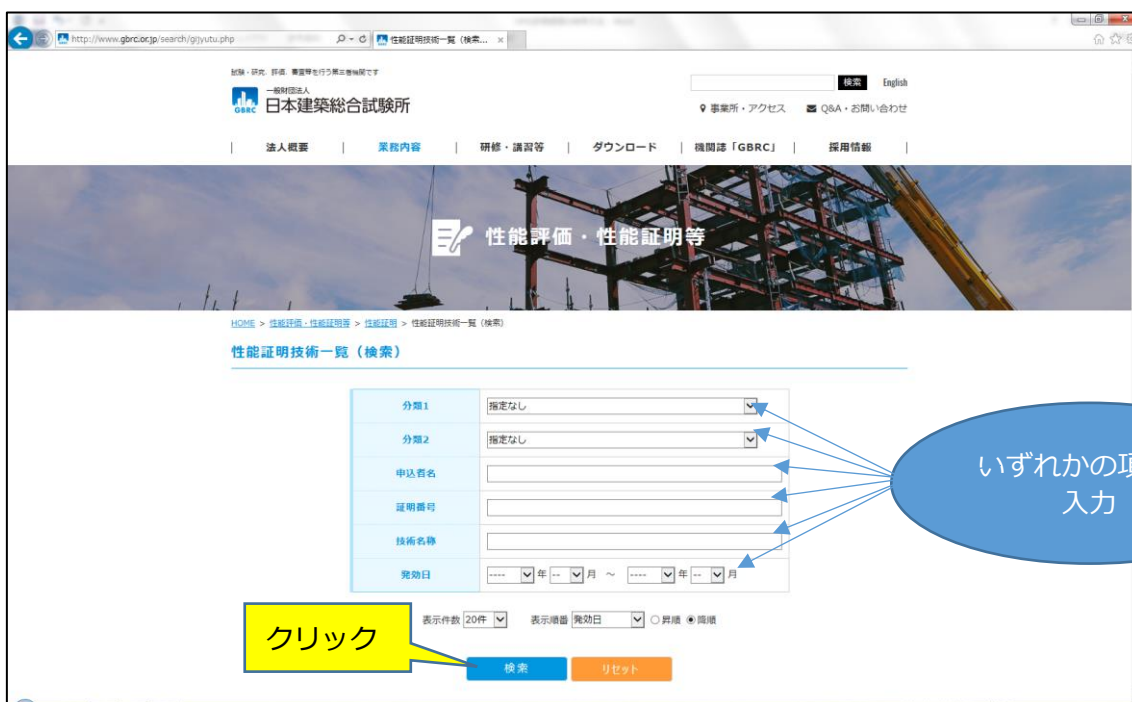 http://www.gbrc.or.jp/search/gijyutu.php
性能証明技術一覧（検索...
試験・研究、評価、審査等を行う第三者機関です
検索 English
一般財団法人
GBRC 日本建築総合試験所
事業所・アクセス Q&A・お問い合わせ
法人概要 業務内容 研修・講習等 ダウンロード 機関誌「GBRC」 採用情報
性能評価・性能証明等
HOME > 性能評価・性能証明等 > 性能証明 > 性能証明技術一覧（検索）
性能証明技術一覧（検索）
分類1 指定なし
分類2 指定なし
申込者名
証明番号
技術名称
発効日 ---- 年 -- 月 ～ ---- 年 -- 月
いずれかの項
入力
表示件数 20件 表示順番 発効日 昇順 降順
クリック
検索 リセット